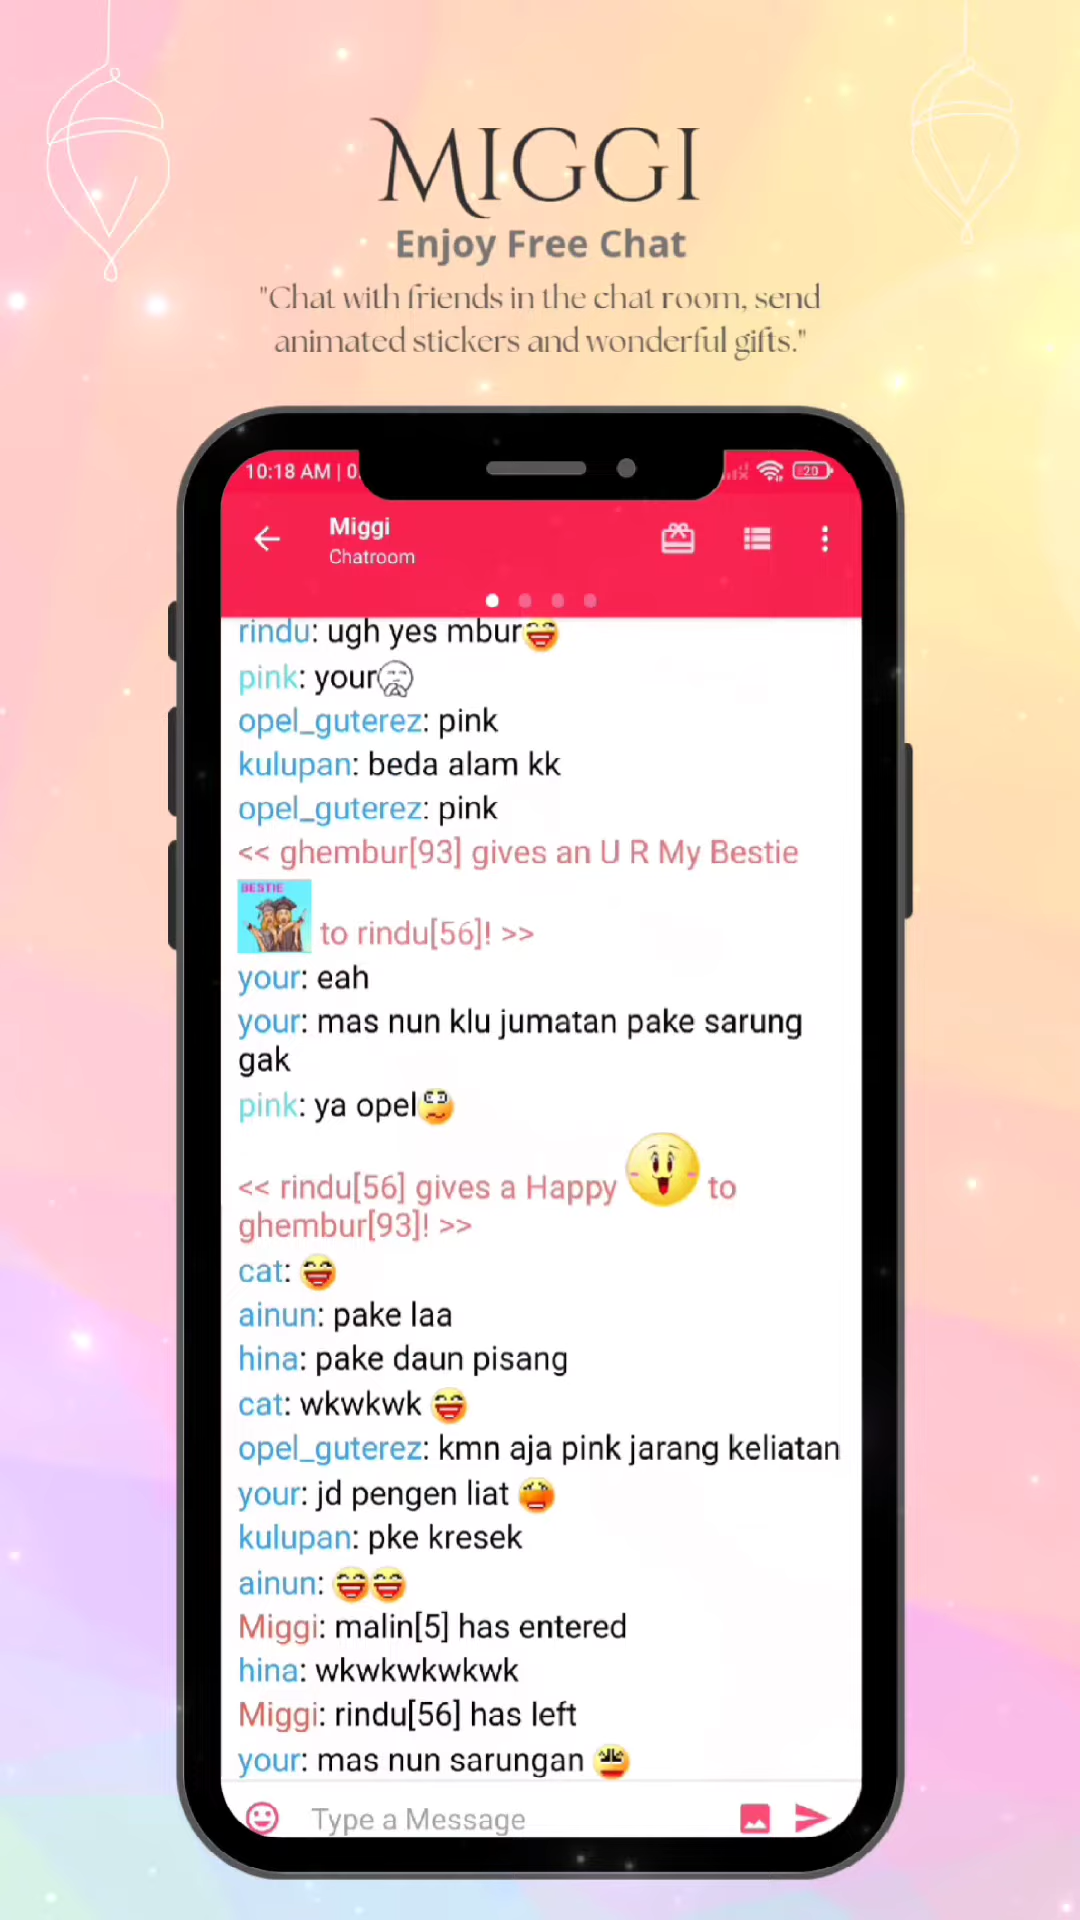 MIGGI
Enjoy Free Chat
"Chat with friends in the chat room, send
animated stickers and wonderful gifts."
10:18 AM | 0.
20
Miggi
Chatroom
rindu: ugh yes mbur
pink: your
opel_guterez: pink
kulupan: beda alam kk
opel_guterez: pink
<< ghembur[93] gives an U R My Bestie
BESTIE
to rindu[56]! >>
your: eah
your: mas nun klu jumatan pake sarung
gak
pink: ya opel
<< rindu[56] gives a Happy to
ghembur[93]! >>
cat:
ainun: pake laa
hina: pake daun pisang
cat: wkwkwk
opel_guterez: kmn aja pink jarang keliatan
your: jd pengen liat
kulupan: pke kresek
ainun:
Miggi: malin[5] has entered
hina: wkwkwkwkwk
Miggi: rindu[56] has left
your: mas nun sarungan
Type a Message